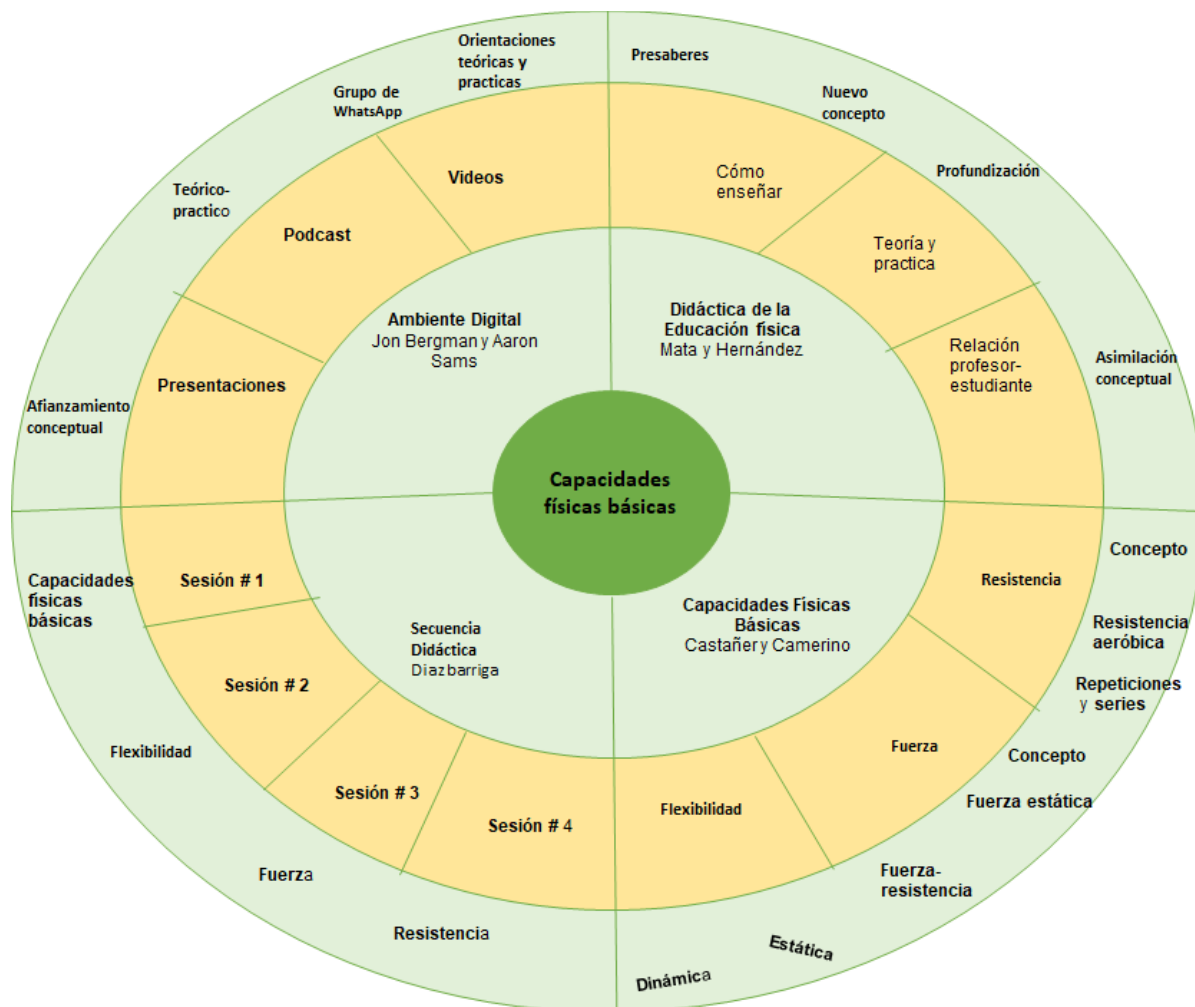 Orientaciones
teóricas y
practicas
Presaberes
Grupo de
WhatsApp
Nuevo
concepto
Teórico-
practico
Profundización
Videos
Cómo
enseñar
Podcast
Teoría y
practica
Ambiente Digital
Jon Bergman y Aaron
Sams
Didáctica de la
Educación física
Mata y Hernández
Presentaciones
Relación
profesor-
estudiante
Asimilación
conceptual
Afianzamiento
conceptual
Capacidades
físicas básicas
Capacidades
físicas
básicas
Sesión # 1
Resistencia
Concepto
Secuencia
Didáctica
Diazbarriga
Capacidades Físicas
Básicas
Castañer y Camerino
Resistencia
aeróbica
Sesión # 2
Repeticiones
y series
Flexibilidad
Fuerza
Concepto
Sesión # 3
Sesión # 4
Flexibilidad
Fuerza estática
Fuerza
Fuerza-
resistencia
Resistencia
Estática
Dinámica